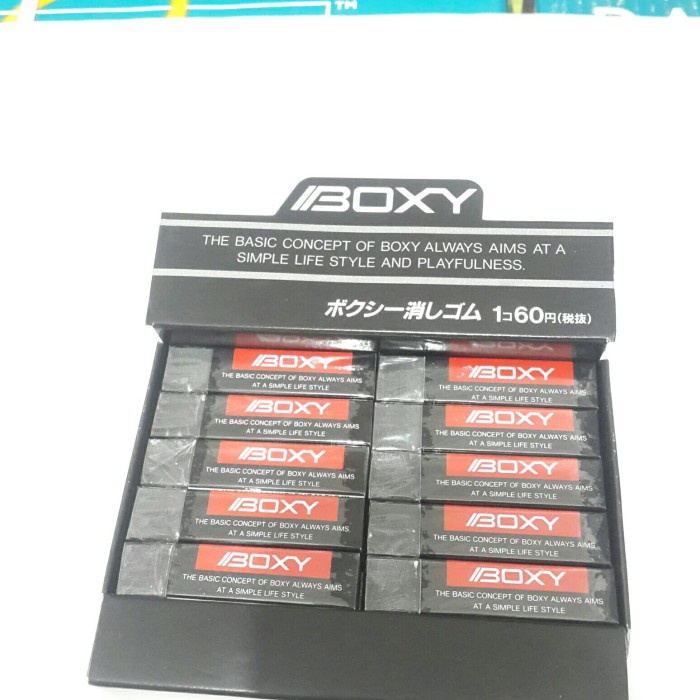 TM
BOXY
THE BASIC CONCEPT OF BOXY ALWAYS AIMS AT A
SIMPLE LIFE STYLE AND PLAYFULNESS.
ボクシー消しゴム 1コ60円(税抜)
BOXY
THE BASIC CONCEPT OF BOXY ALWAYS AIMS
AT A SIMPLE LIFE STYLE
BOXY
THE BASIC CONCEPT OF BOXY ALWAYS AIMS
AT A SIMPLE LIFE STYLE
BOXY
THE BASIC CONCEPT OF BOXY ALWAYS AIMS
AT A SIMPLE LIFE STYLE
BOXY
THE BASIC CONCEPT OF BOXY ALWAYS AIMS
AT A SIMPLE LIFE STYLE
BOXY
THE BASIC CONCEPT OF BOXY ALWAYS AIMS
AT A SIMPLE LIFE STYLE
BOXY
THE BASIC CONCEPT OF BOXY ALWAYS AIMS
AT A SIMPLE LIFE STYLE
BOXY
THE BASIC CONCEPT OF BOXY ALWAYS AIMS
AT A SIMPLE LIFE STYLE
BOXY
THE BASIC CONCEPT OF BOXY ALWAYS AIMS
AT A SIMPLE LIFE STYLE
BOXY
THE BASIC CONCEPT OF BOXY ALWAYS AIMS
AT A SIMPLE LIFE STYLE
BOXY
THE BASIC CONCEPT OF BOXY ALWAYS AIMS
AT A SIMPLE LIFE STYLE